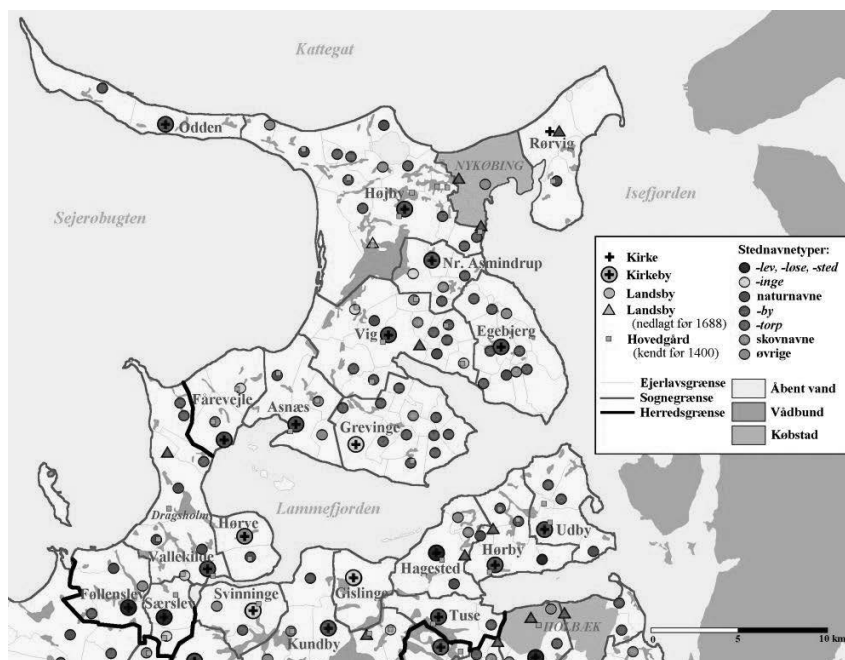 Kattegat
Odden
Rørvig
NYKØBING
Isefjorden
Højby
Sejerøbugten
Nr. Asmindrup
Vig
Egebjerg
Fårevejle
Asnæs
Grevinge
Lammefjorden
Dragsholm
Hørve
Udby
Vallekilde
Hørby
Hagested
Føllenslev
Særslev
Svinninge
Gislinge
Tuse
Kundby
HOLBÆK
Kirke
Kirkeby
Landsby
Landsby
(nedlagt før 1688)
Hovedgård
(kendt før 1400)
Stednavnetyper:
-lev, -løse, -sted
-inge
naturnavne
-by
-torp
skovnavne
øvrige
Ejerlavsgrænse
Sognegrænse
Herredsgrænse
Åbent vand
Vådbund
Købstad
0 5 10 km